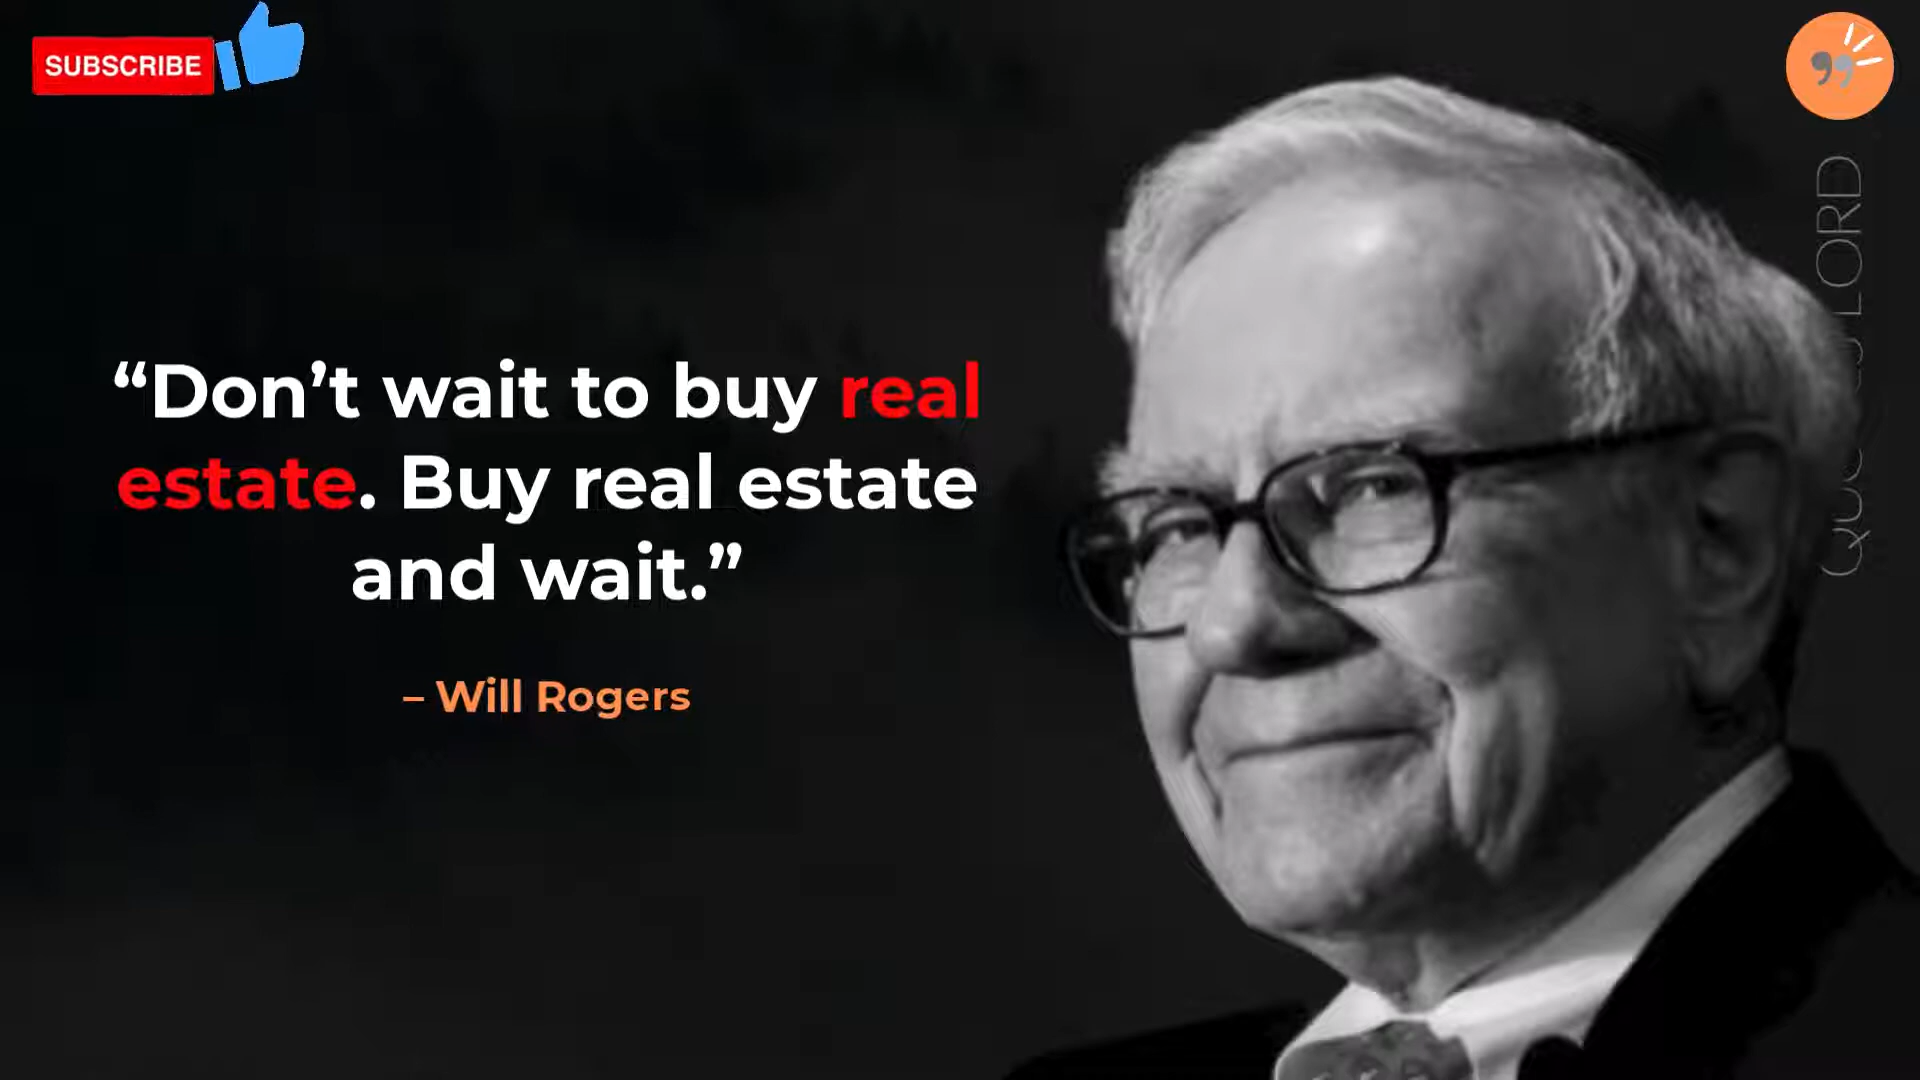 SUBSCRIBE
“Don’t wait to buy real
estate. Buy real estate
and wait.”
– Will Rogers
LORD